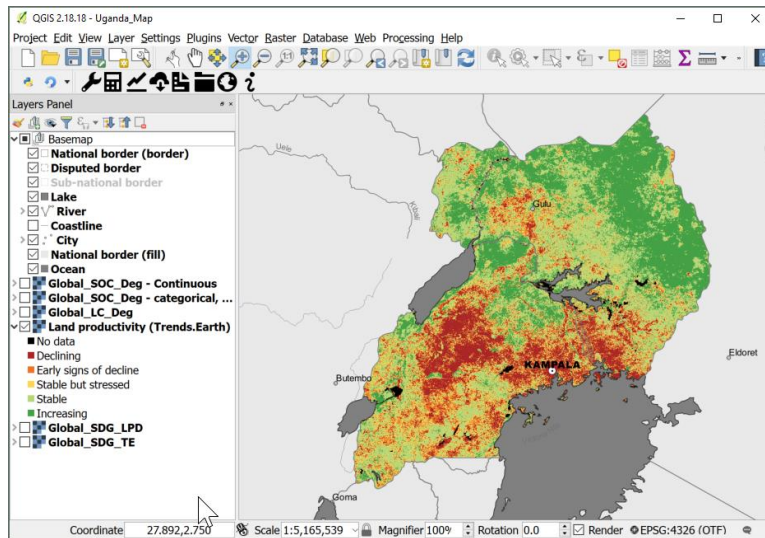 QGIS 2.18.18 - Uganda_Map
Project Edit View Layer Settings Plugins Vector Raster Database Web Processing Help
Layers Panel
Basemap
National border (border)
Disputed border
Sub-national border
Lake
River
Coastline
City
National border (fill)
Ocean
Global_SOC_Deg - Continuous
Global_SOC_Deg - categorical, ...
Global_LC_Deg
Land productivity (Trends.Earth)
No data
Declining
Early signs of decline
Stable but stressed
Stable
Increasing
Global_SDG_LPD
Global_SDG_TE
Uele
Kibali
Gulu
KAMPALA
Eldoret
Butembo
Goma
Coordinate 27.892,2.750 Scale 1:5,165,539 Magnifier 100% Rotation 0.0 Render EPSG:4326 (OTF)